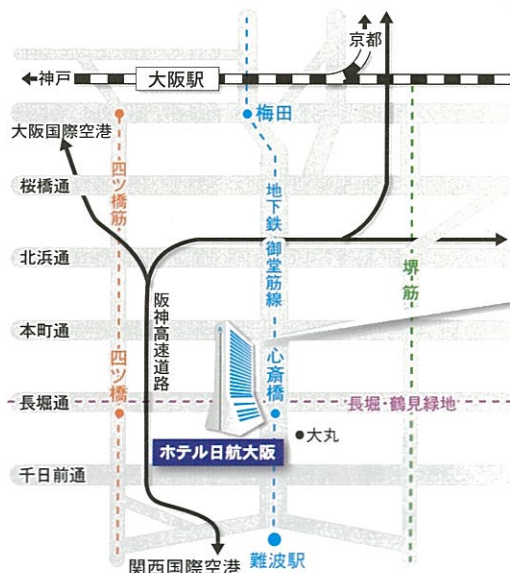 京都
神戸
大阪駅
大阪国際空港
梅田
四ツ橋筋
桜橋通
地下鉄 御堂筋線
北浜通
堺筋
阪神高速道路
本町通
四ツ橋
心斎橋
長堀通
長堀・鶴見緑地
大丸
ホテル日航大阪
千日前通
関西国際空港
難波駅